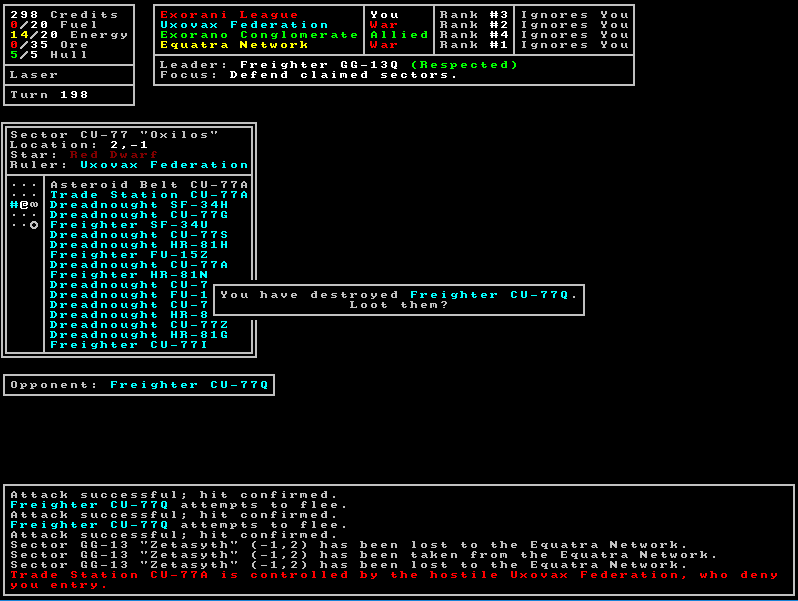 298 Credits
0/20 Fuel
14/20 Energy
0/35 Ore
5/5 Hull
Laser
Turn 198
Exorani League You Rank #3 Ignores You
Uxovax Federation War Rank #2 Ignores You
Exorano Conglomerate Allied Rank #4 Ignores You
Equatra Network War Rank #1 Ignores You
Leader: Freighter GG-13Q (Respected)
Focus: Defend claimed sectors.
Sector CU-77 "Oxilos"
Location: 2,-1
Star: Red Dwarf
Ruler: Uxovax Federation
... Asteroid Belt CU-77A
... Trade Station CU-77A
#@∞ Dreadnought SF-34H
... Dreadnought CU-77G
..O Freighter SF-34U
Dreadnought CU-77S
Dreadnought HR-81H
Freighter FU-15Z
Dreadnought CU-77A
Freighter HR-81N
Dreadnought CU-7
Dreadnought FU-1
Dreadnought CU-7
Dreadnought HR-8
Dreadnought CU-77Z
Dreadnought HR-81G
Freighter CU-77I
You have destroyed Freighter CU-77Q.
Loot them?
Opponent: Freighter CU-77Q
Attack successful; hit confirmed.
Freighter CU-77Q attempts to flee.
Attack successful; hit confirmed.
Freighter CU-77Q attempts to flee.
Attack successful; hit confirmed.
Sector GG-13 "Zetasyth" (-1,2) has been lost to the Equatra Network.
Sector GG-13 "Zetasyth" (-1,2) has been taken from the Equatra Network.
Sector GG-13 "Zetasyth" (-1,2) has been lost to the Equatra Network.
Trade Station CU-77A is controlled by the hostile Uxovax Federation, who deny
you entry.